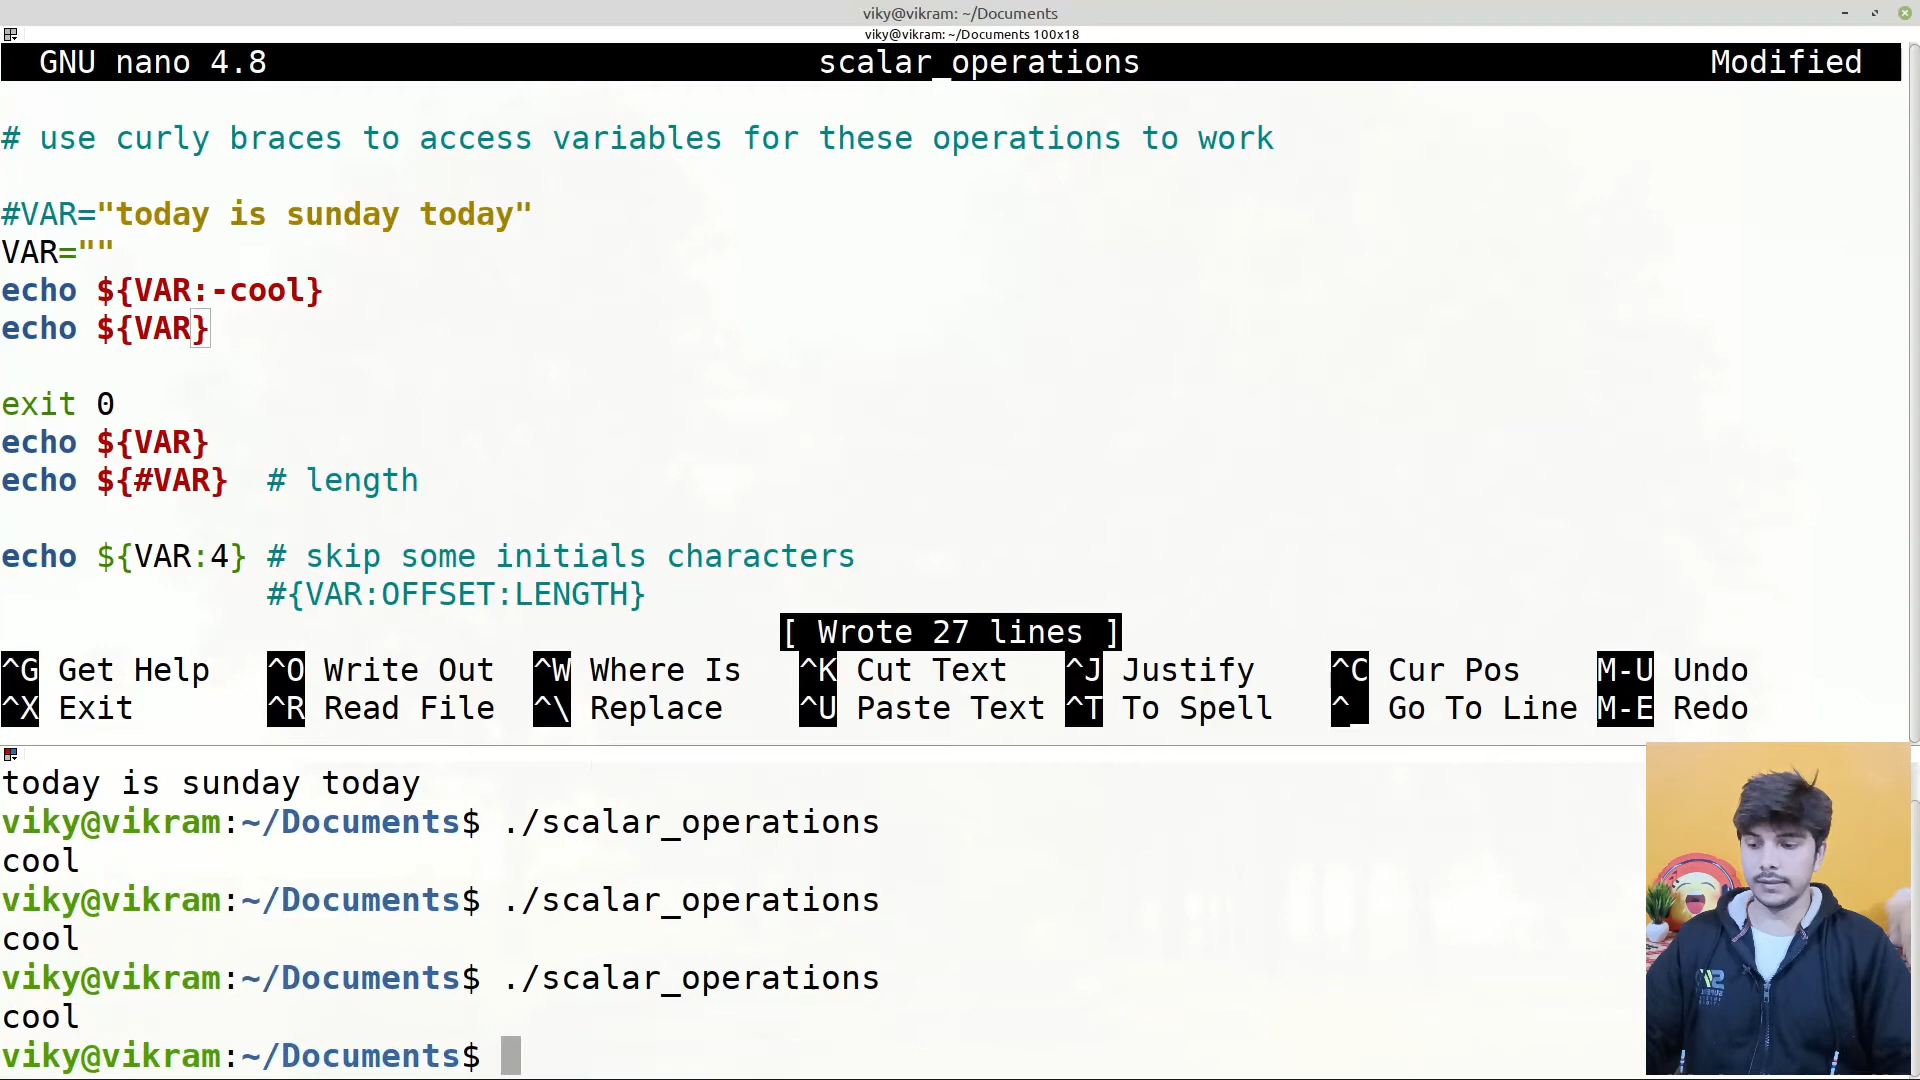 viky@vikram: ~/Documents
viky@vikram: ~/Documents 100x18
GNU nano 4.8 scalar_operations Modified
# use curly braces to access variables for these operations to work
#VAR="today is sunday today"
VAR=""
echo ${VAR:-cool}
echo ${VAR}
exit 0
echo ${VAR}
echo ${#VAR}  # length
echo ${VAR:4} # skip some initials characters
#{VAR:OFFSET:LENGTH}
[ Wrote 27 lines ]
^G Get Help ^O Write Out ^W Where Is ^K Cut Text ^J Justify ^C Cur Pos M-U Undo
^X Exit ^R Read File ^\ Replace ^U Paste Text ^T To Spell ^_ Go To Line M-E Redo
today is sunday today
viky@vikram:~/Documents$ ./scalar_operations
cool
viky@vikram:~/Documents$ ./scalar_operations
cool
viky@vikram:~/Documents$ ./scalar_operations
cool
viky@vikram:~/Documents$